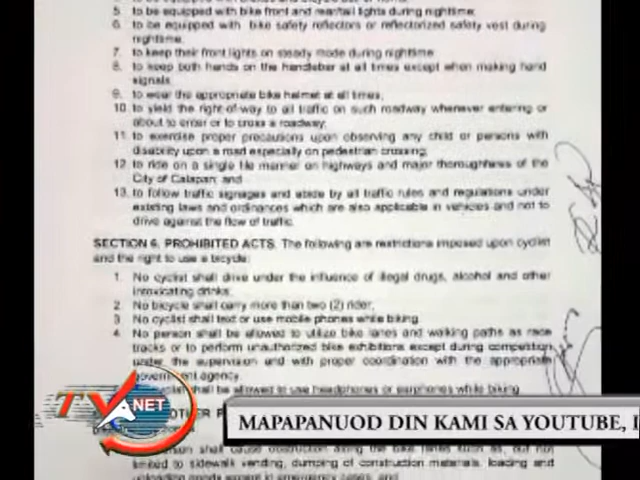 5. to be equipped with bike front and rear/tail lights during nighttime;
6. to be equipped with bike safety reflectors or reflectorized safety vest during
nighttime;
7. to keep their front lights on steady mode during nighttime
8. to keep both hands on the handlebar at all times except when making hand
signals
9. to wear the appropriate bike helmet at all times;
10. to yield the right-of-way to all traffic on such roadway whenever entering or
about to enter or to cross a roadway;
11. to exercise proper precautions upon observing any child or persons with
disability upon a road especially on pedestrian crossing;
12. to ride on a single file manner on highways and major thoroughfares of the
City of Calapan; and
13. to follow traffic signages and abide by all traffic rules and regulations under
existing laws and ordinances which are also applicable in vehicles and not to
drive against the flow of traffic.
SECTION 6. PROHIBITED ACTS. The following are restrictions imposed upon cyclist
and the right to use a bicycle:
1. No cyclist shall drive under the influence of illegal drugs, alcohol and other
intoxicating drinks;
2. No bicycle shall carry more than two (2) rider;
3. No cyclist shall text or use mobile phones while biking
4. No person shall be allowed to utilize bike lanes and walking paths as race
tracks or to perform unauthorized bike exhibitions except during competition
under the supervision and with proper coordination with the appropriate
government agency.
shall be allowed to use headphones or earphones while biking
TV NET
MAPAPANUOD DIN KAMI SA YOUTUBE,
shall cause obstruction along the bike lanes such as, but not
limited to sidewalk vending, dumping of construction materials, loading and